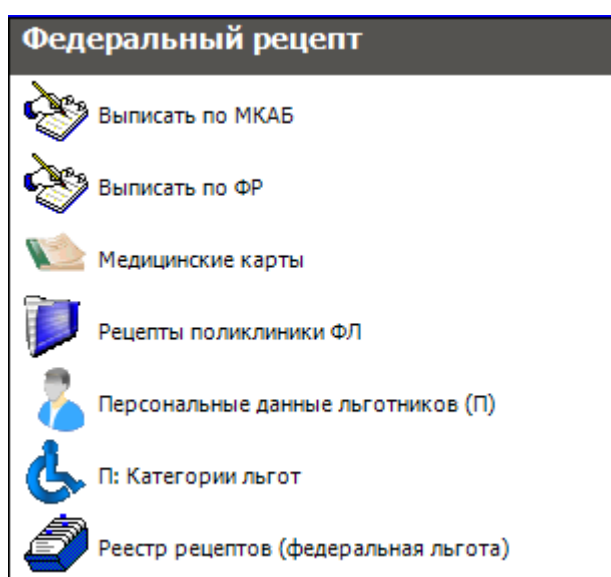 Федеральный рецепт
Выписать по МКАБ
Выписать по ФР
Медицинские карты
Рецепты поликлиники ФЛ
Персональные данные льготников (П)
П: Категории льгот
Реестр рецептов (федеральная льгота)